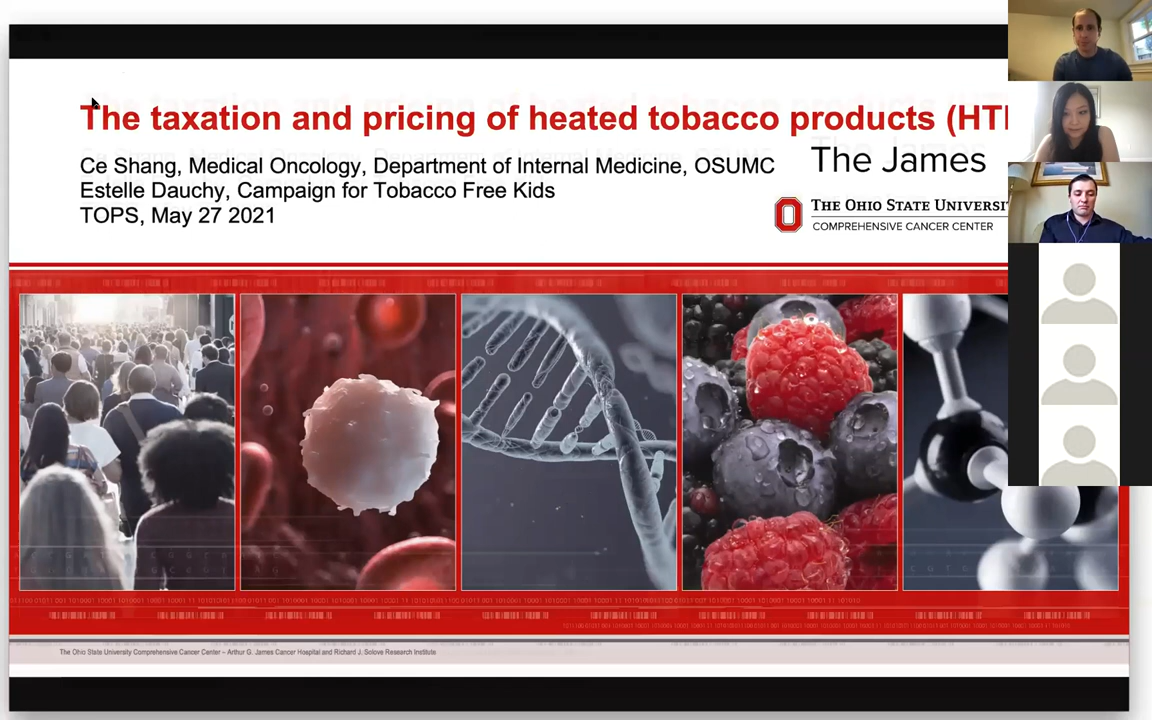 The taxation and pricing of heated tobacco products (HT
Ce Shang, Medical Oncology, Department of Internal Medicine, OSUMC
Estelle Dauchy, Campaign for Tobacco Free Kids
TOPS, May 27 2021
The James
THE OHIO STATE UNIVERSI
COMPREHENSIVE CANCER CENTER
The Ohio State University Comprehensive Cancer Center – Arthur G. James Cancer Hospital and Richard J. Solove Research Institute